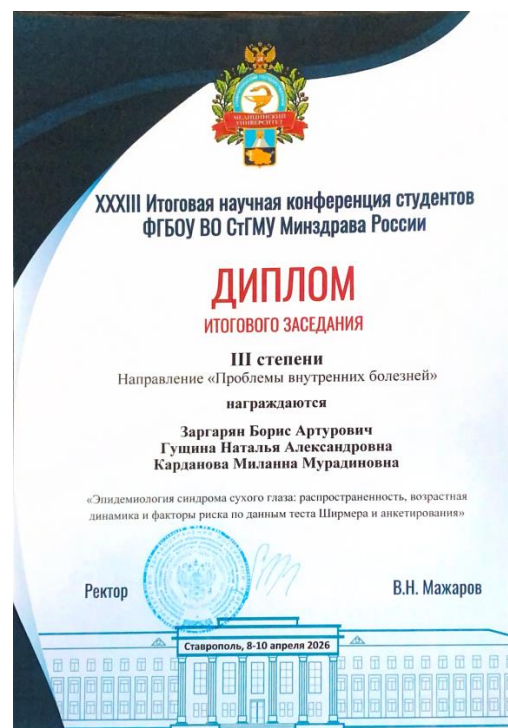 МЕДИЦИНСКИЙ
УНИВЕРСИТЕТ
XXXIII Итоговая научная конференция студентов
ФГБОУ ВО СтГМУ Минздрава России
ДИПЛОМ
ИТОГОВОГО ЗАСЕДАНИЯ
III степени
Направление «Проблемы внутренних болезней»
награждаются
Заргарян Борис Артурович
Гущина Наталья Александровна
Карданова Миланна Мурадиновна
«Эпидемиология синдрома сухого глаза: распространенность, возрастная
динамика и факторы риска по данным теста Ширмера и анкетирования»
Ректор
В.Н. Мажаров
Ставрополь, 8-10 апреля 2026